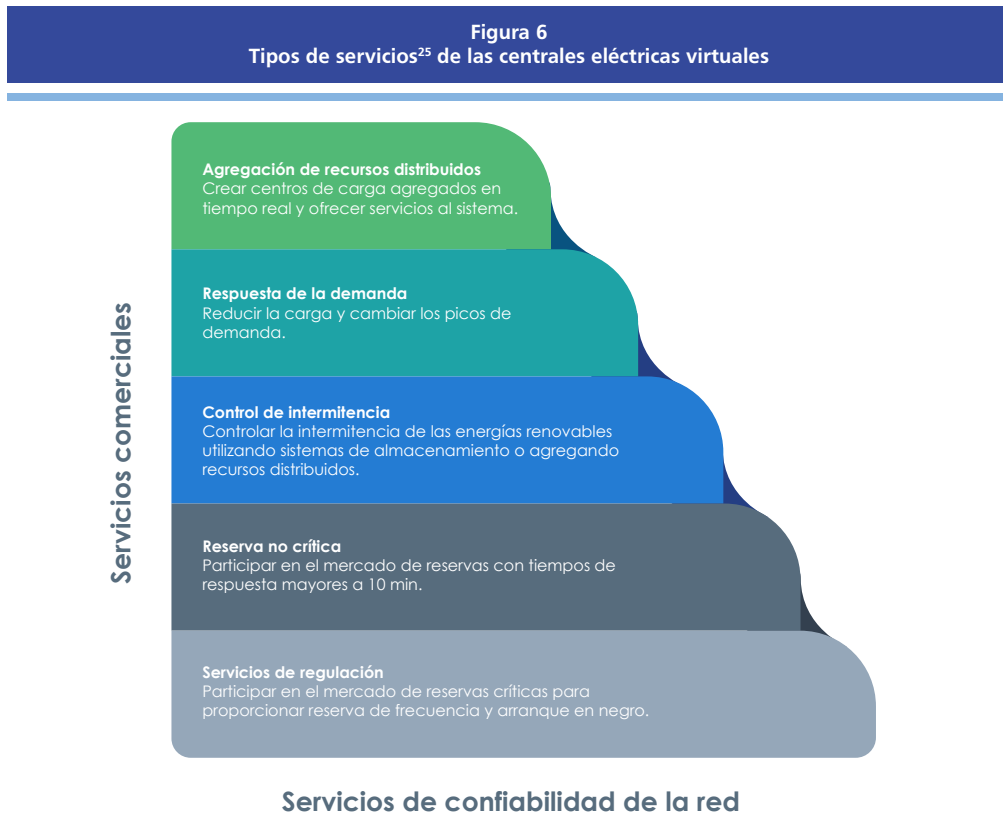 Figura 6
Tipos de servicios²⁵ de las centrales eléctricas virtuales
Servicios comerciales
Agregación de recursos distribuidos
Crear centros de carga agregados en
tiempo real y ofrecer servicios al sistema.
Respuesta de la demanda
Reducir la carga y cambiar los picos de
demanda.
Control de intermitencia
Controlar la intermitencia de las energías renovables
utilizando sistemas de almacenamiento o agregando
recursos distribuidos.
Reserva no crítica
Participar en el mercado de reservas con tiempos de
respuesta mayores a 10 min.
Servicios de regulación
Participar en el mercado de reservas críticas para
proporcionar reserva de frecuencia y arranque en negro.
Servicios de confiabilidad de la red